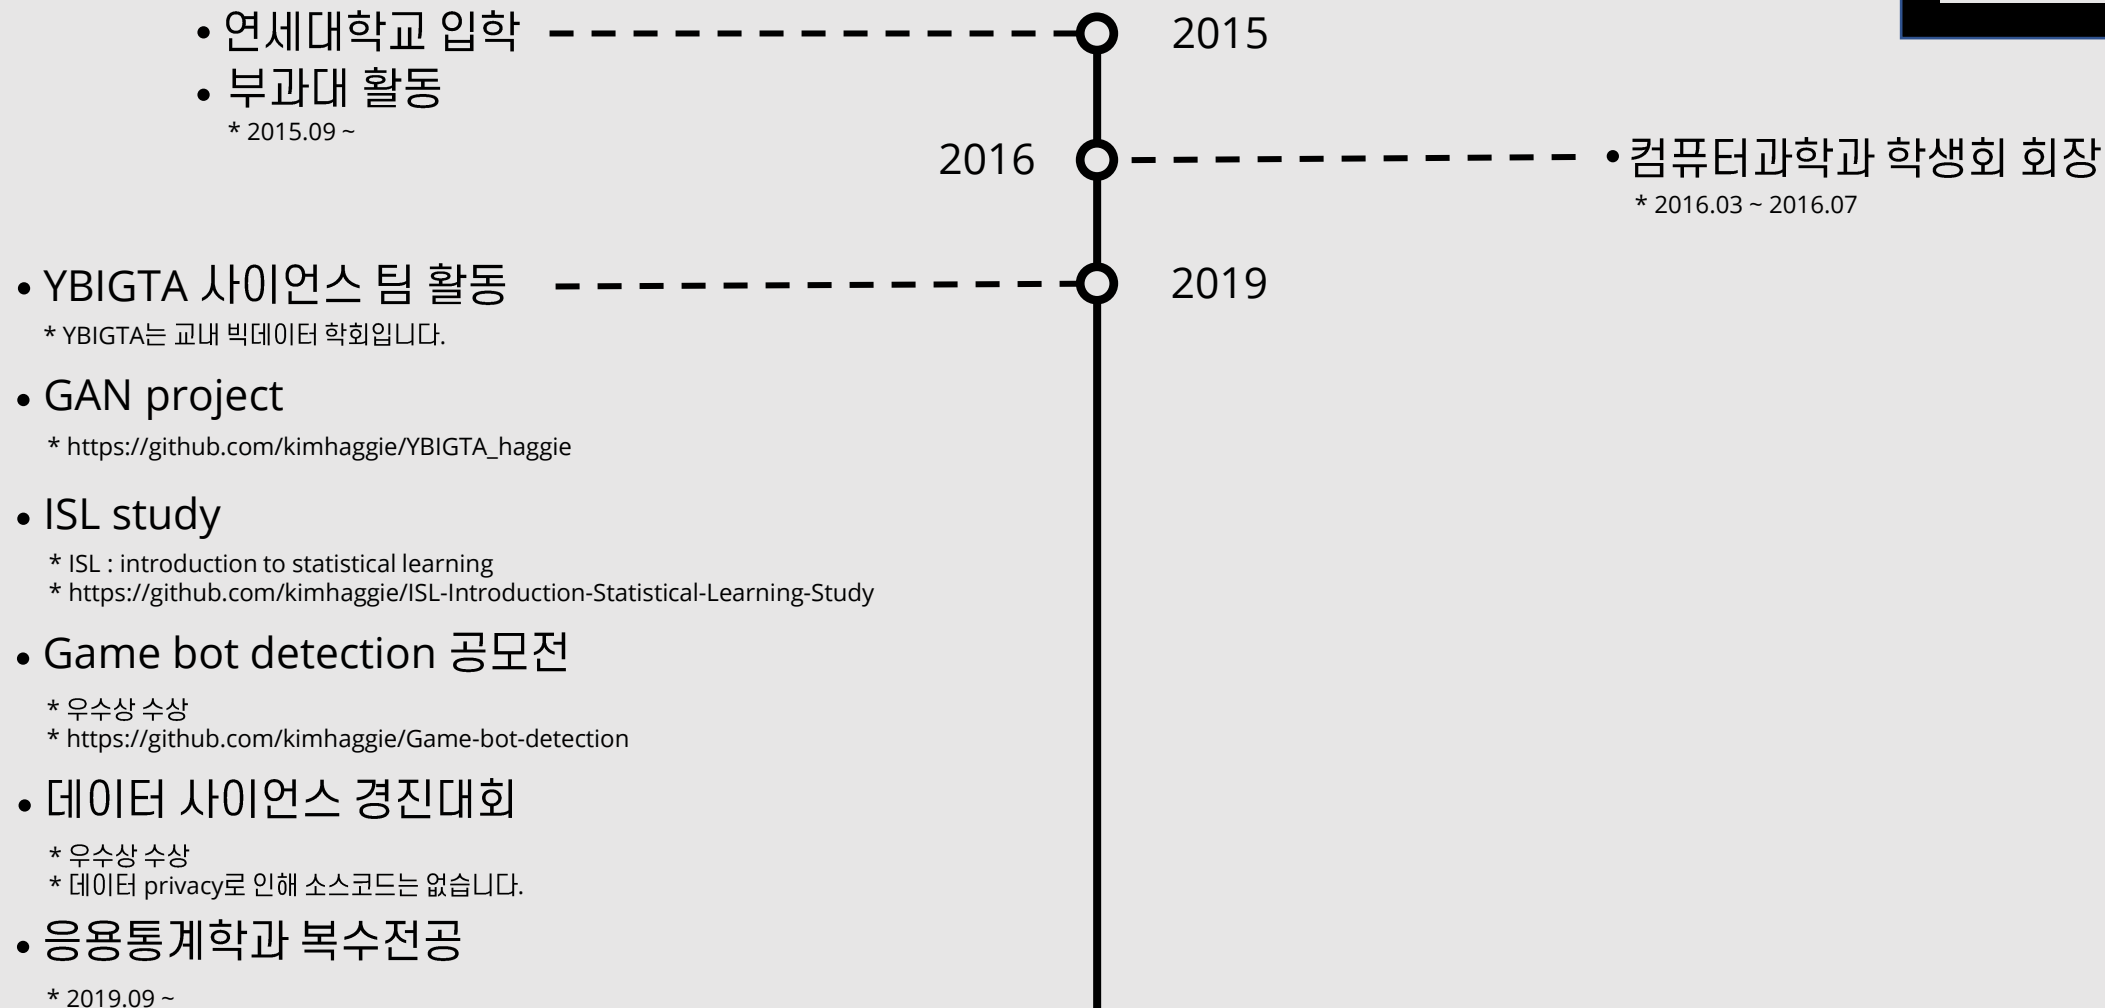 • 연세대학교 입학
2015
• 부과대 활동
* 2015.09 ~
2016
• 컴퓨터과학과 학생회 회장
* 2016.03 ~ 2016.07
• YBIGTA 사이언스 팀 활동
2019
* YBIGTA는 교내 빅데이터 학회입니다.
• GAN project
* https://github.com/kimhaggie/YBIGTA_haggie
• ISL study
* ISL : introduction to statistical learning
* https://github.com/kimhaggie/ISL-Introduction-Statistical-Learning-Study
• Game bot detection 공모전
* 우수상 수상
* https://github.com/kimhaggie/Game-bot-detection
• 데이터 사이언스 경진대회
* 우수상 수상
* 데이터 privacy로 인해 소스코드는 없습니다.
• 응용통계학과 복수전공
* 2019.09 ~